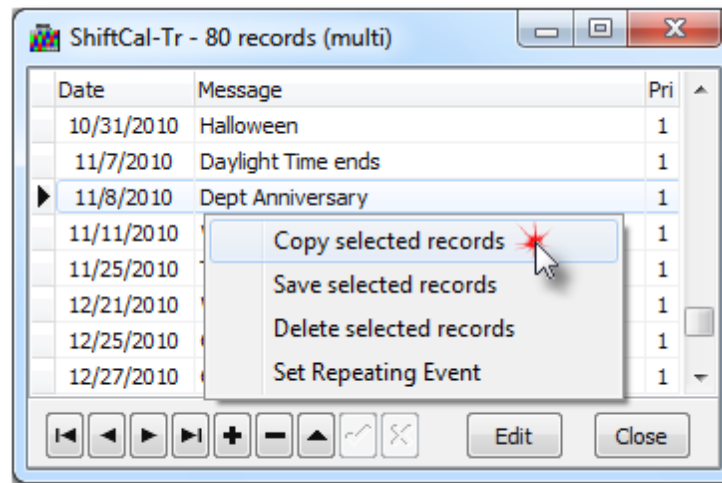 ShiftCal-Tr - 80 records (multi)
Date Message Pri
10/31/2010 Halloween 1
11/7/2010 Daylight Time ends 1
11/8/2010 Dept Anniversary 1
11/11/2010 1
11/25/2010 1
12/21/2010 1
12/25/2010 1
12/27/2010 1
Copy selected records
Save selected records
Delete selected records
Set Repeating Event
Edit Close